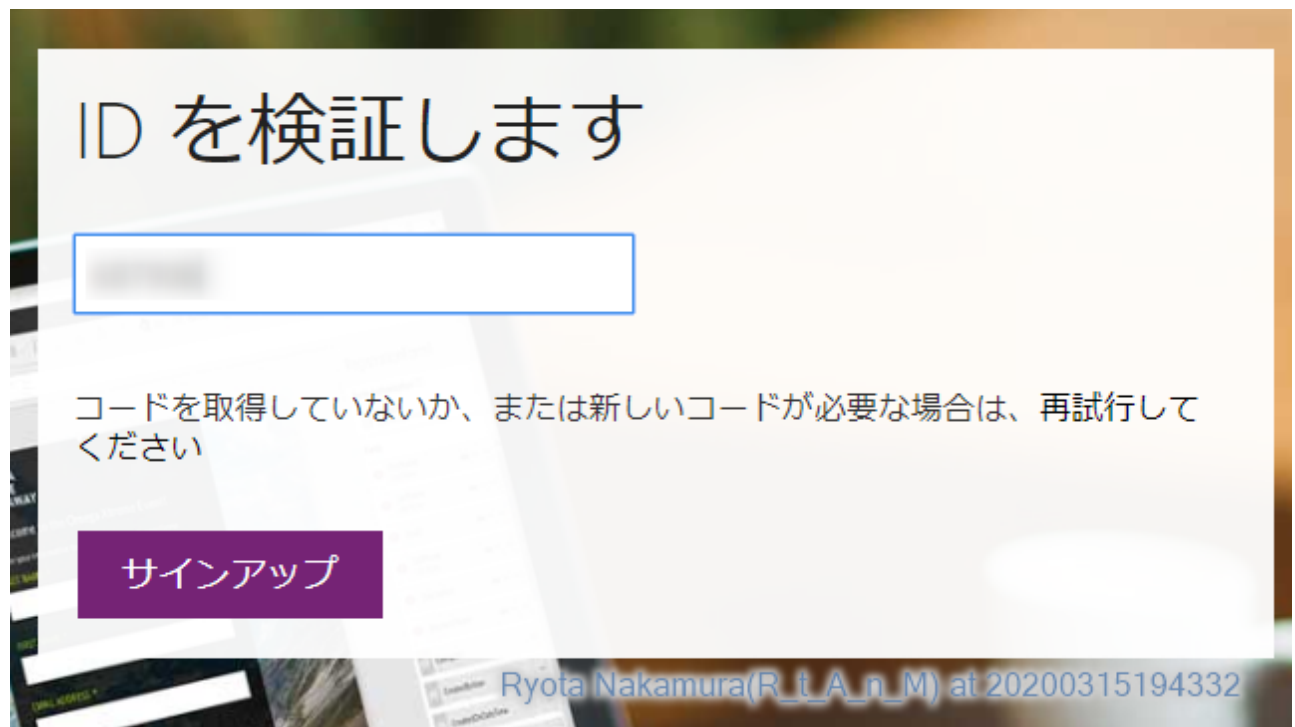 ID を検証します
コードを取得していないか、または新しいコードが必要な場合は、再試行して
ください
サインアップ
Ryota Nakamura(R_t_A_n_M) at 20200315194332